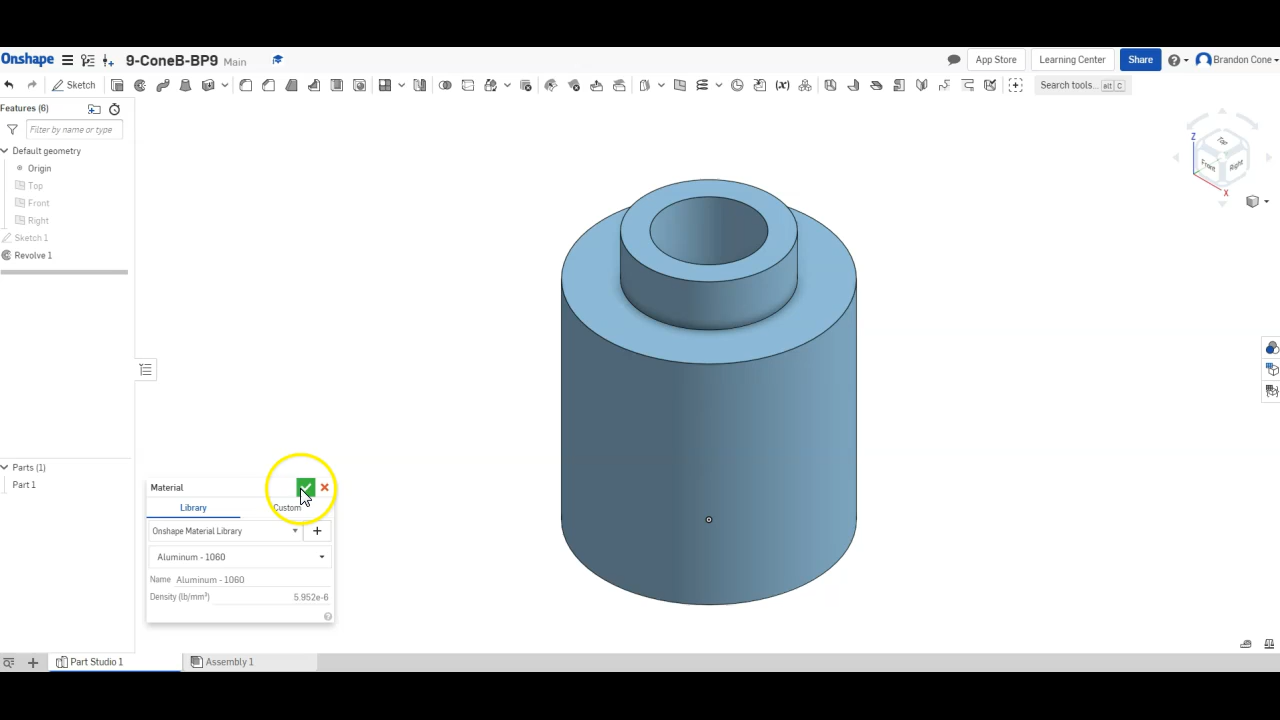 Onshape 9-ConeB-BP9 Main App Store Learning Center Share Brandon Cone
Sketch Search tools... alt C
Features (6)
Filter by name or type
Default geometry
Origin
Top
Front
Right
Sketch 1
Revolve 1
Z Top Front Right X
Parts (1)
Part 1
Material
Library Custom
Onshape Material Library
Aluminum - 1060
Name Aluminum - 1060
Density (lb/mm³) 5.952e-6
Part Studio 1 Assembly 1